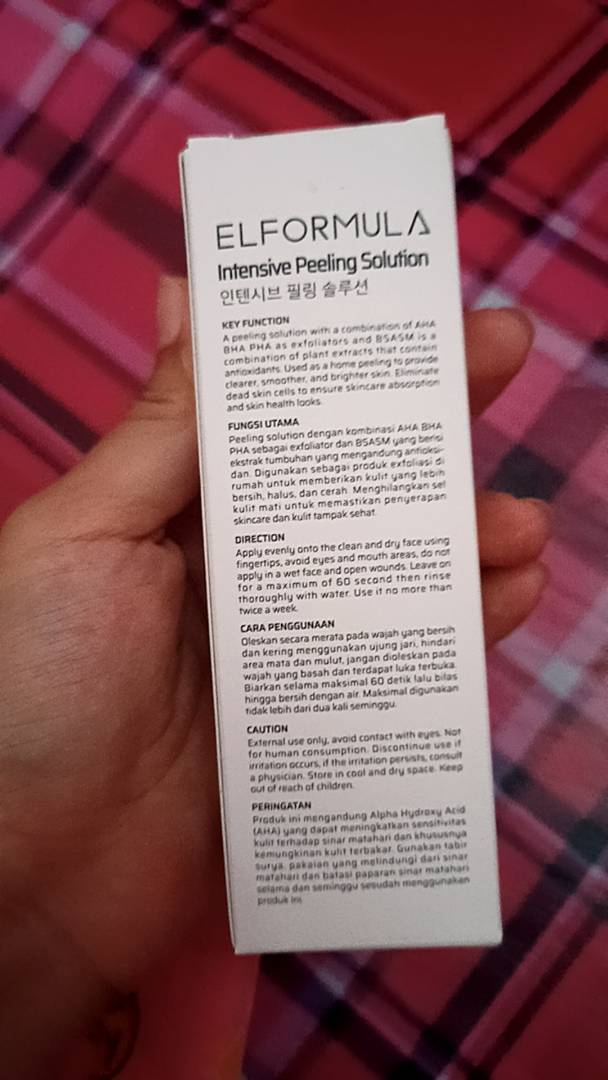 ELFORMULA
Intensive Peeling Solution
인텐시브 필링 솔루션
KEY FUNCTION
A peeling solution with a combination of AHA
BHA PHA as exfoliators and BSASM is a
combination of plant extracts that contain
antioxidants. Used as a home peeling to provide
clearer, smoother, and brighter skin. Eliminate
dead skin cells to ensure skincare absorption
and skin health looks.
FUNGSI UTAMA
Peeling solution dengan kombinasi AHA BHA
PHA sebagai exfoliator dan BSASM yang berisi
ekstrak tumbuhan yang mengandung antioksi-
dan. Digunakan sebagai produk exfoliasi di
rumah untuk memberikan kulit yang lebih
bersih, halus, dan cerah. Menghilangkan sel
kulit mati untuk memastikan penyerapan
skincare dan kulit tampak sehat.
DIRECTION
Apply evenly onto the clean and dry face using
fingertips, avoid eyes and mouth areas, do not
apply in a wet face and open wounds. Leave on
for a maximum of 60 second then rinse
thoroughly with water. Use it no more than
twice a week.
CARA PENGGUNAAN
Oleskan secara merata pada wajah yang bersih
dan kering menggunakan ujung jari, hindari
area mata dan mulut, jangan dioleskan pada
wajah yang basah dan terdapat luka terbuka.
Biarkan selama maksimal 60 detik lalu bilas
hingga bersih dengan air. Maksimal digunakan
tidak lebih dari dua kali seminggu.
CAUTION
External use only, avoid contact with eyes. Not
for human consumption. Discontinue use if
irritation occurs, if the irritation persists, consult
a physician. Store in cool and dry space. Keep
out of reach of children.
PERINGATAN
Produk ini mengandung Alpha Hydroxy Acid
(AHA) yang dapat meningkatkan sensitivitas
kulit terhadap sinar matahari dan khususnya
kemungkinan kulit terbakar. Gunakan tabir
surya, pakaian yang melindungi dari sinar
matahari dan batasi paparan sinar matahari
selama dan seminggu sesudah menggunakan
produk ini